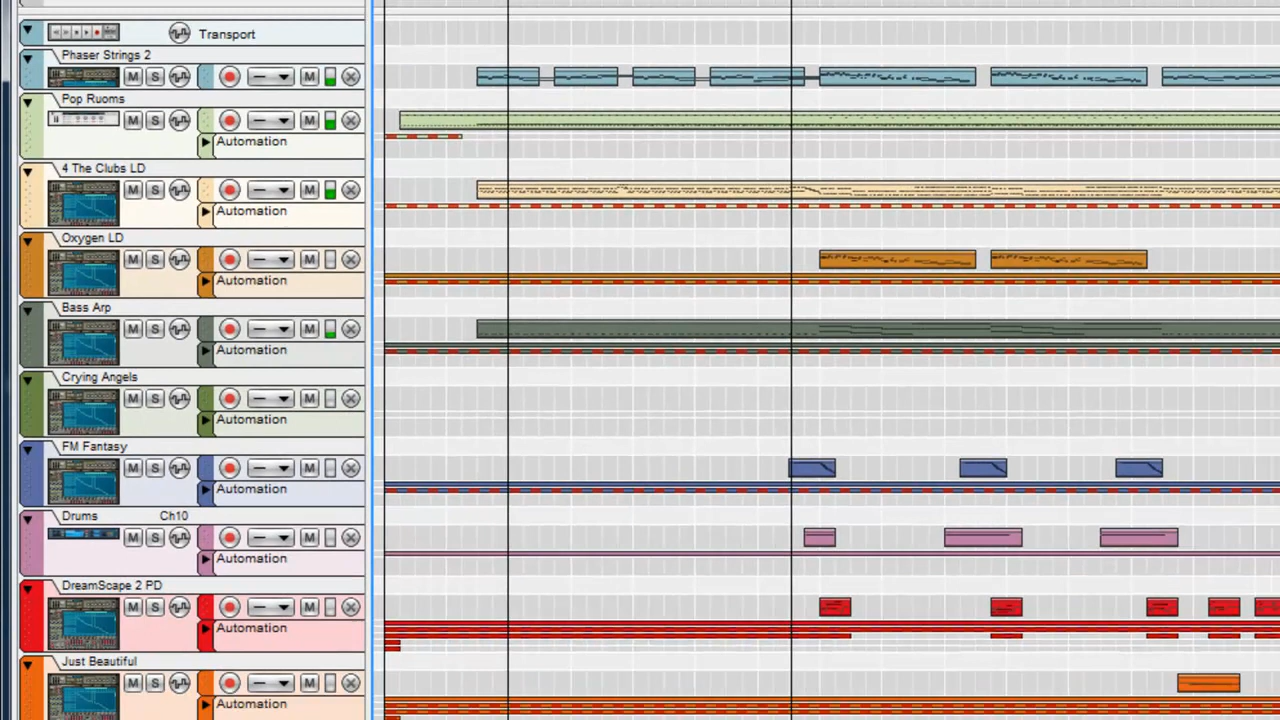 Transport
Phaser Strings 2
M S M
Pop Ruoms
M S M
Automation
4 The Clubs LD
M S M
Automation
Oxygen LD
M S M
Automation
Bass Arp
M S M
Automation
Crying Angels
M S M
Automation
FM Fantasy
M S M
Automation
Drums Ch10
M S M
Automation
DreamScape 2 PD
M S M
Automation
Just Beautiful
M S M
Automation